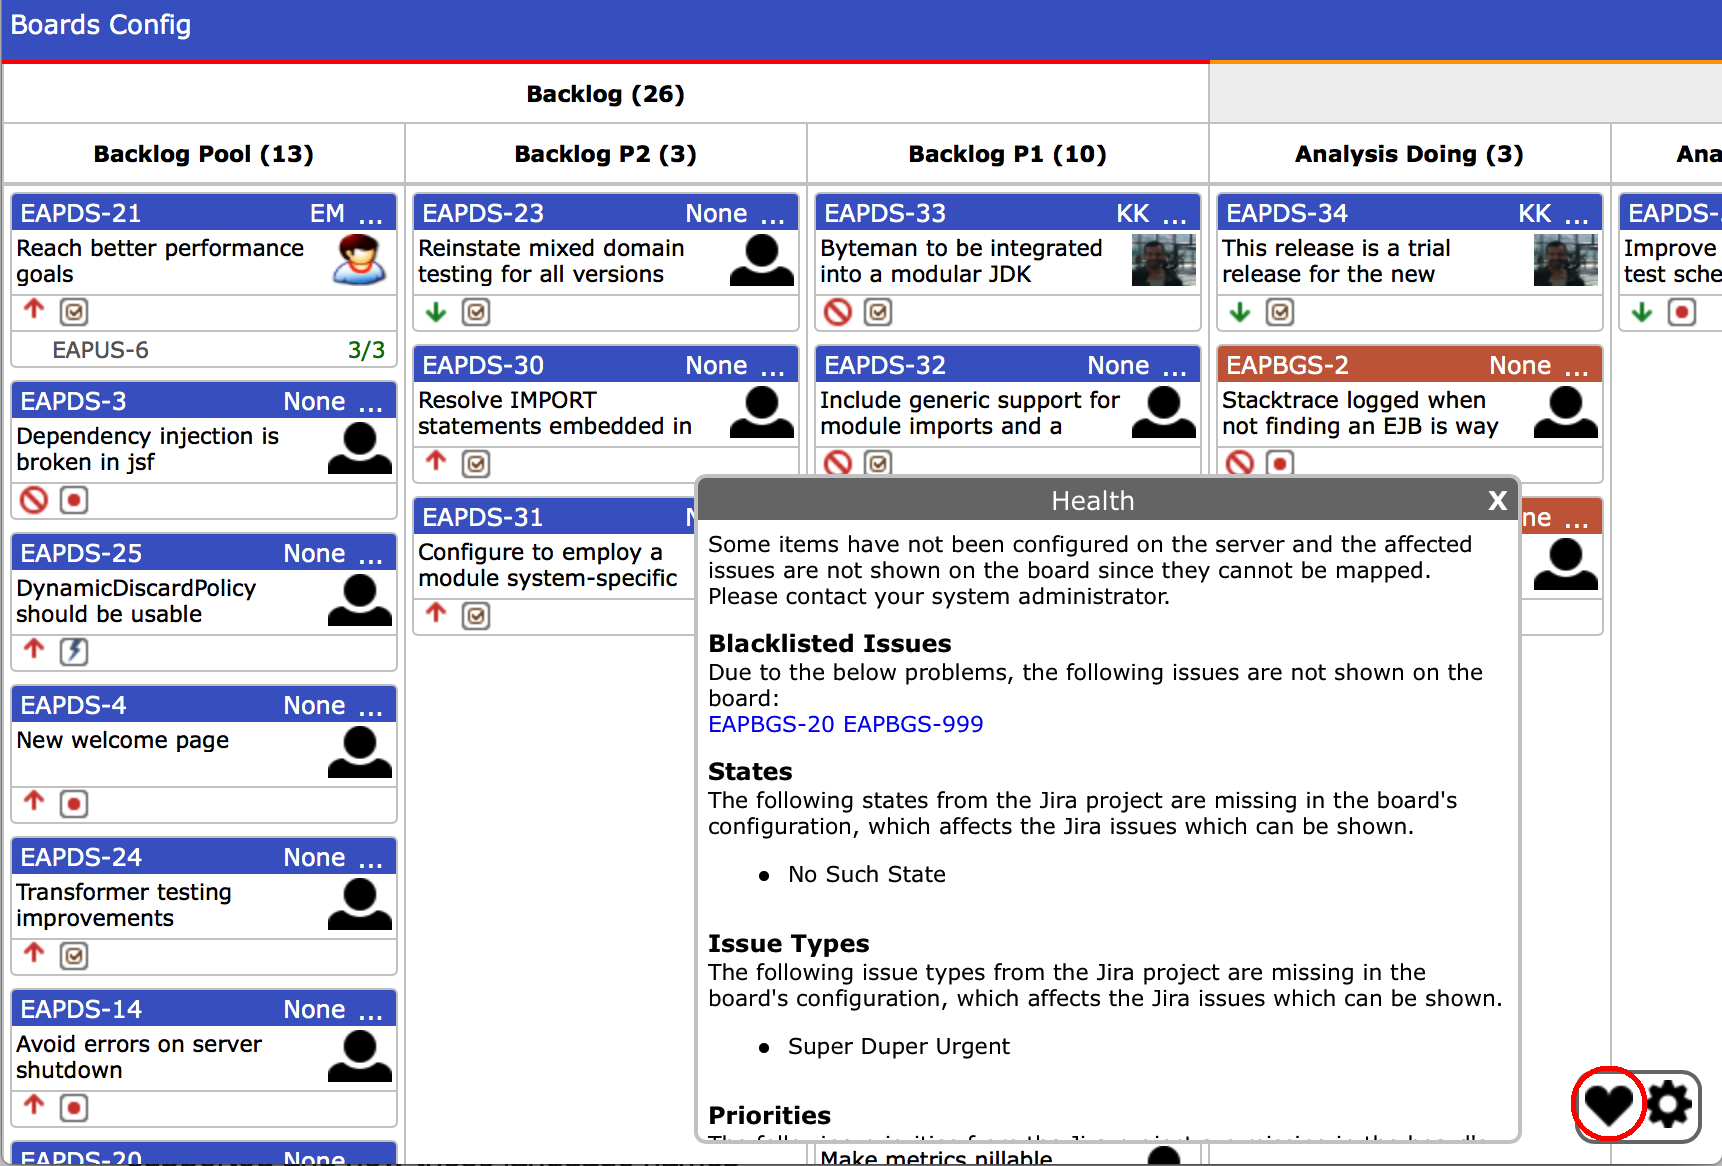 Boards Config
Backlog (26)
Backlog Pool (13)
Backlog P2 (3)
Backlog P1 (10)
Analysis Doing (3)
Ana
EAPDS-21 EM ...
Reach better performance
goals
EAPUS-6 3/3
EAPDS-3 None ...
Dependency injection is
broken in jsf
EAPDS-25 None ...
DynamicDiscardPolicy
should be usable
EAPDS-4 None ...
New welcome page
EAPDS-24 None ...
Transformer testing
improvements
EAPDS-14 None ...
Avoid errors on server
shutdown
EAPDS-20 None ...
EAPDS-23 None ...
Reinstate mixed domain
testing for all versions
EAPDS-30 None ...
Resolve IMPORT
statements embedded in
EAPDS-31 N
Configure to employ a
module system-specific
EAPDS-33 KK ...
Byteman to be integrated
into a modular JDK
EAPDS-32 None ...
Include generic support for
module imports and a
Make metrics nillable
EAPDS-34 KK ...
This release is a trial
release for the new
EAPBGS-2 None ...
Stacktrace logged when
not finding an EJB is way
ne ...
EAPDS-
Improve
test sche
Health X
Some items have not been configured on the server and the affected
issues are not shown on the board since they cannot be mapped.
Please contact your system administrator.
Blacklisted Issues
Due to the below problems, the following issues are not shown on the
board:
EAPBGS-20 EAPBGS-999
States
The following states from the Jira project are missing in the board's
configuration, which affects the Jira issues which can be shown.
• No Such State
Issue Types
The following issue types from the Jira project are missing in the
board's configuration, which affects the Jira issues which can be shown.
• Super Duper Urgent
Priorities